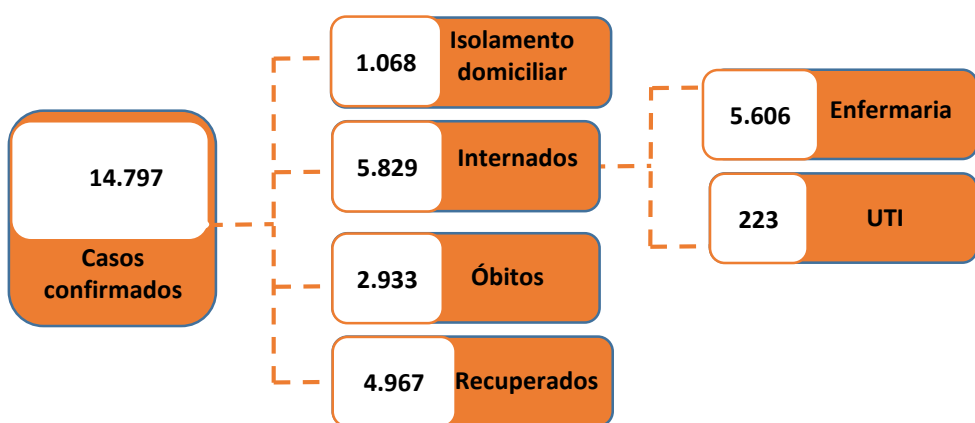 14.797
Casos
confirmados
1.068
Isolamento
domiciliar
5.829
Internados
2.933
Óbitos
4.967
Recuperados
5.606
Enfermaria
223
UTI